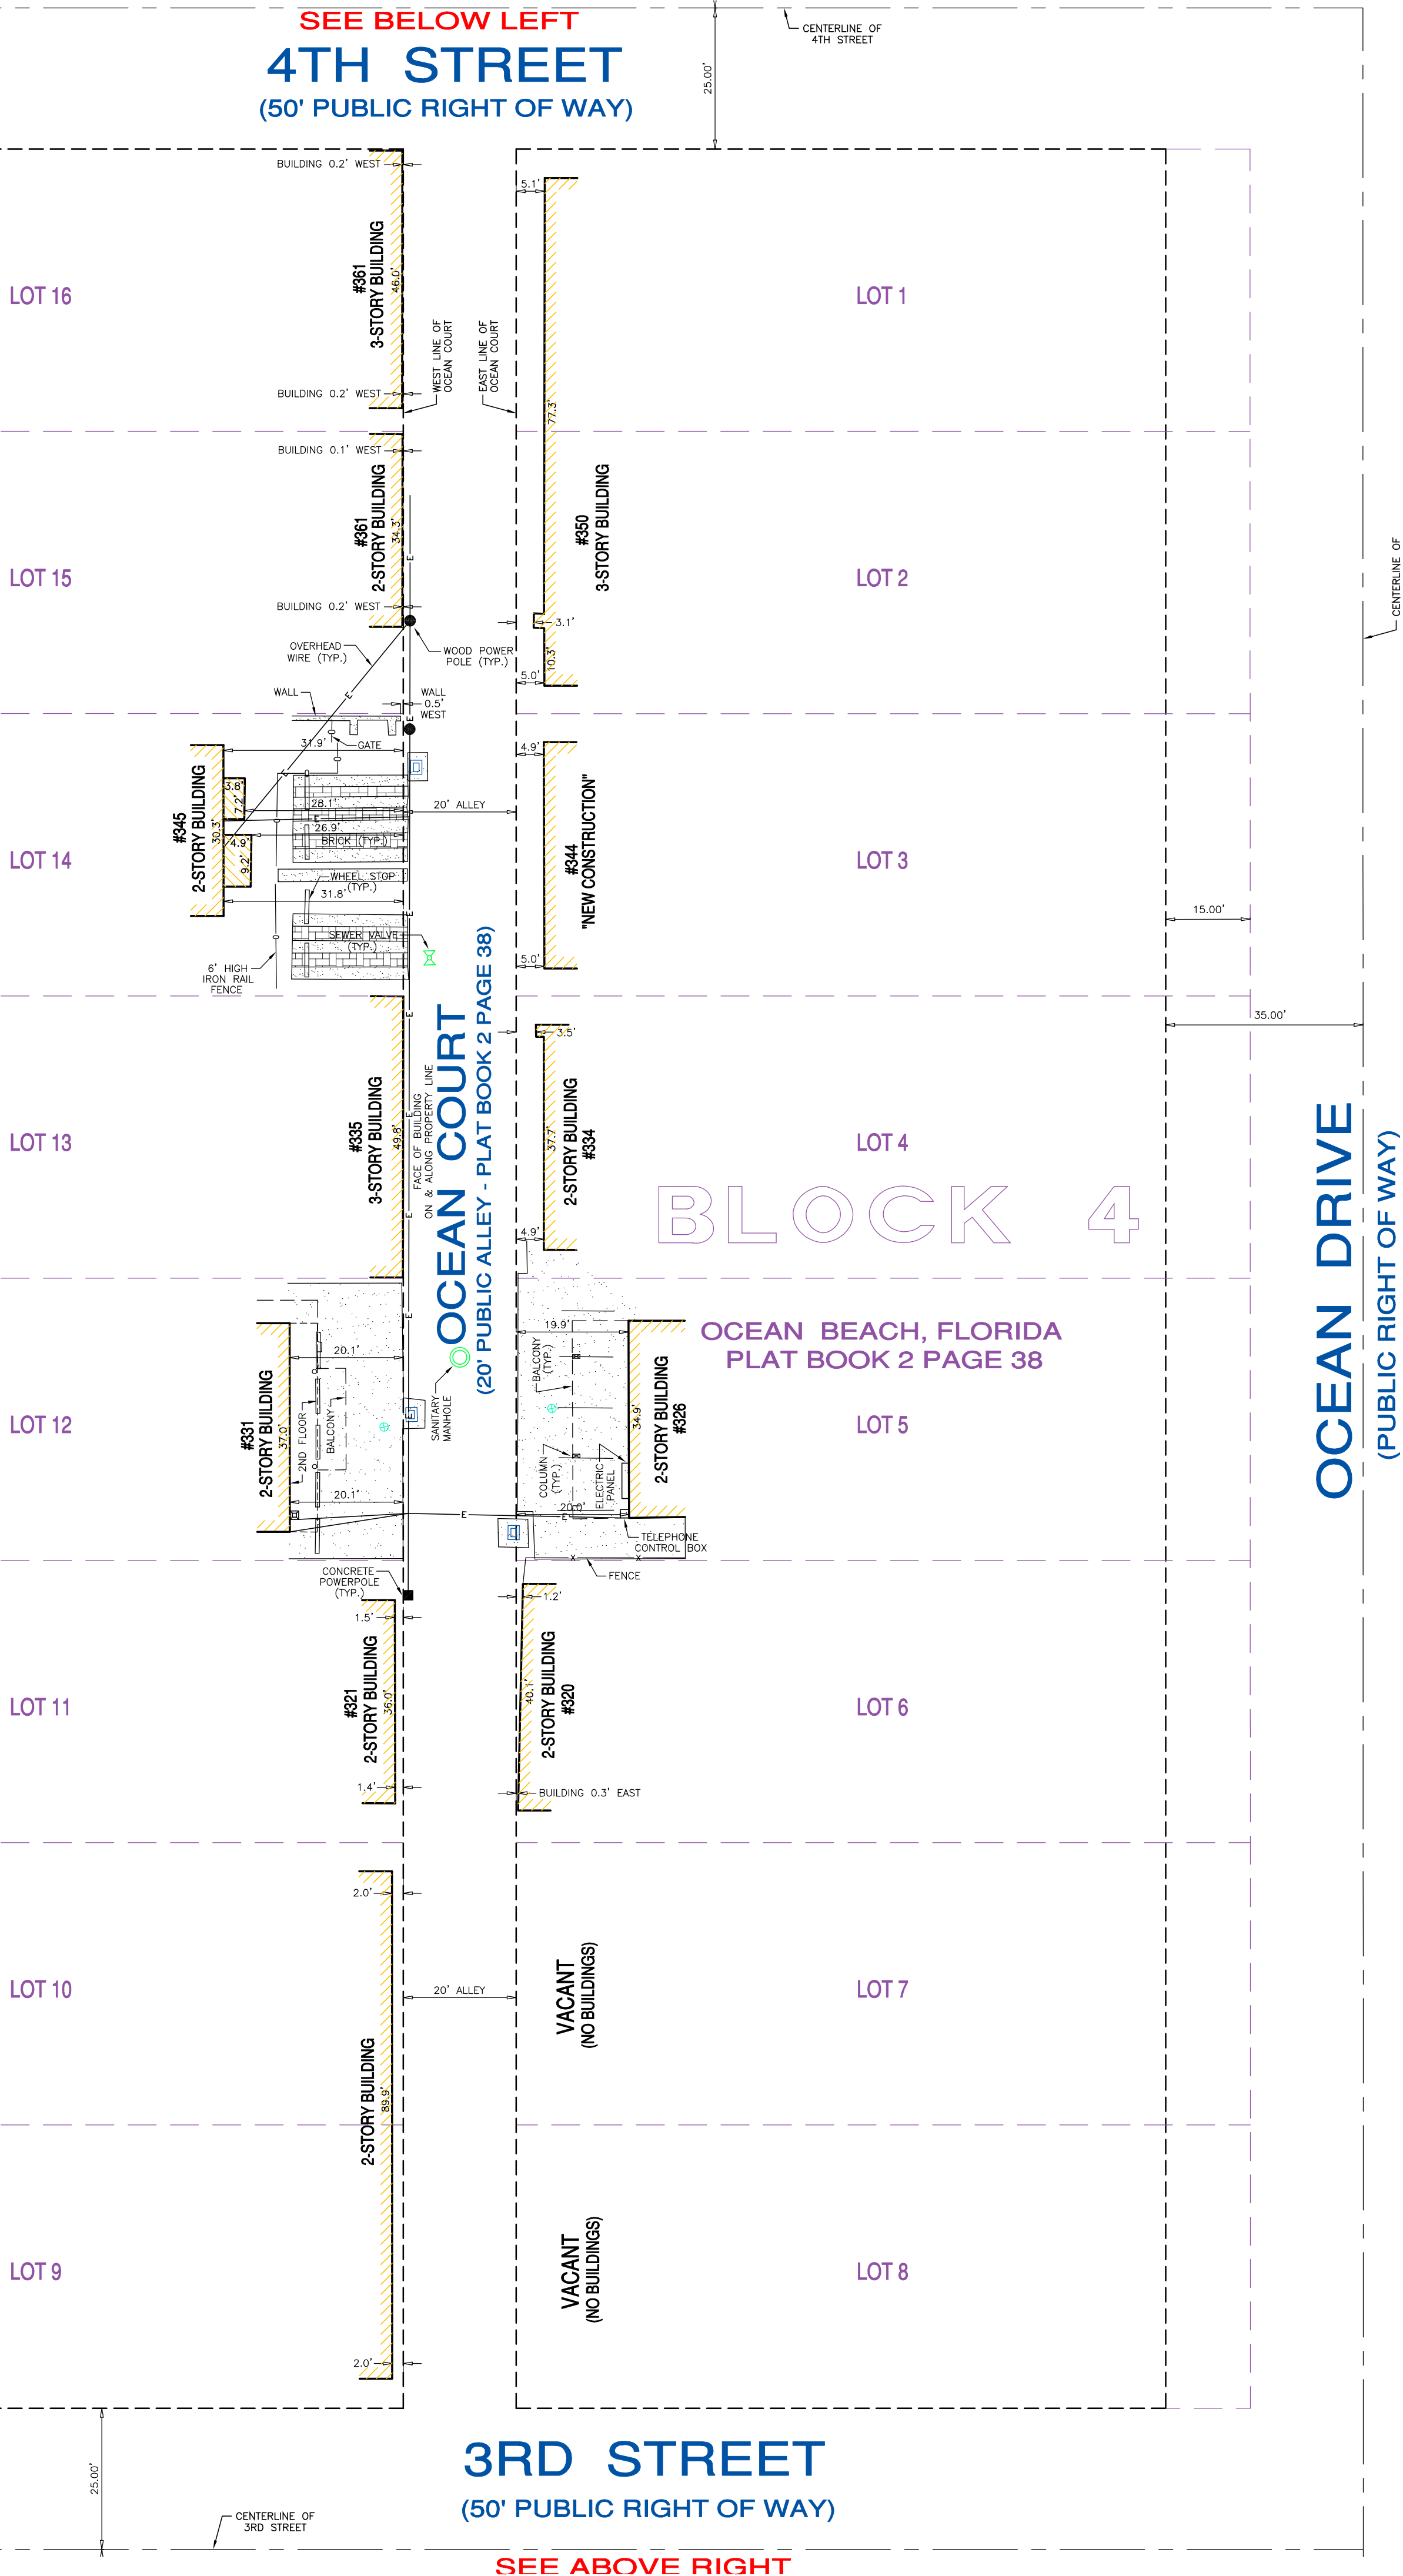 SEE BELOW LEFT
4TH STREET
(50' PUBLIC RIGHT OF WAY)
CENTERLINE OF
4TH STREET
25.00'
BUILDING 0.2' WEST
5.1'
#361
3-STORY BUILDING
46.0'
LOT 16
LOT 1
WEST LINE OF
OCEAN COURT
EAST LINE OF
OCEAN COURT
BUILDING 0.2' WEST
77.3'
BUILDING 0.1' WEST
#361
2-STORY BUILDING
34.3'
#350
3-STORY BUILDING
LOT 15
LOT 2
E
CENTERLINE OF
BUILDING 0.2' WEST
3.1'
OVERHEAD
WIRE (TYP.)
WOOD POWER
POLE (TYP.)
10.3'
5.0'
E
WALL
WALL
0.5'
WEST
E
31.9'
GATE
4.9'
E
3.8'
7.2'
28.1'
20' ALLEY
E
26.9'
BRICK (TYP.)
#345
2-STORY BUILDING
30.3'
4.9'
9.2'
#344
"NEW CONSTRUCTION"
LOT 14
LOT 3
WHEEL STOP
(TYP.)
31.8'
E
15.00'
SEWER VALVE
(TYP.)
6' HIGH
IRON RAIL
FENCE
5.0'
E
35.00'
3.5'
OCEAN COURT
(20' PUBLIC ALLEY - PLAT BOOK 2 PAGE 38)
FACE OF BUILDING
ON & ALONG PROPERTY LINE
#335
3-STORY BUILDING
49.8'
E
37.7'
2-STORY BUILDING
#334
LOT 13
LOT 4
BLOCK 4
E
4.9'
OCEAN DRIVE
(PUBLIC RIGHT OF WAY)
E
19.9'
OCEAN BEACH, FLORIDA
PLAT BOOK 2 PAGE 38
20.1'
BALCONY
(TYP.)
SANITARY
MANHOLE
#331
2-STORY BUILDING
37.0'
2ND FLOOR
BALCONY
E
34.9'
2-STORY BUILDING
#326
LOT 12
LOT 5
COLUMN
(TYP.)
ELECTRIC
PANEL
20.1'
20.0'
E
E
TELEPHONE
CONTROL BOX
X
X
FENCE
CONCRETE
POWERPOLE
(TYP.)
1.2'
1.5'
#321
2-STORY BUILDING
36.0'
40.1'
2-STORY BUILDING
#320
LOT 11
LOT 6
1.4'
BUILDING 0.3' EAST
2.0'
LOT 10
20' ALLEY
VACANT
(NO BUILDINGS)
LOT 7
2-STORY BUILDING
89.9'
LOT 9
VACANT
(NO BUILDINGS)
LOT 8
2.0'
25.00'
3RD STREET
(50' PUBLIC RIGHT OF WAY)
CENTERLINE OF
3RD STREET
SEE ABOVE RIGHT